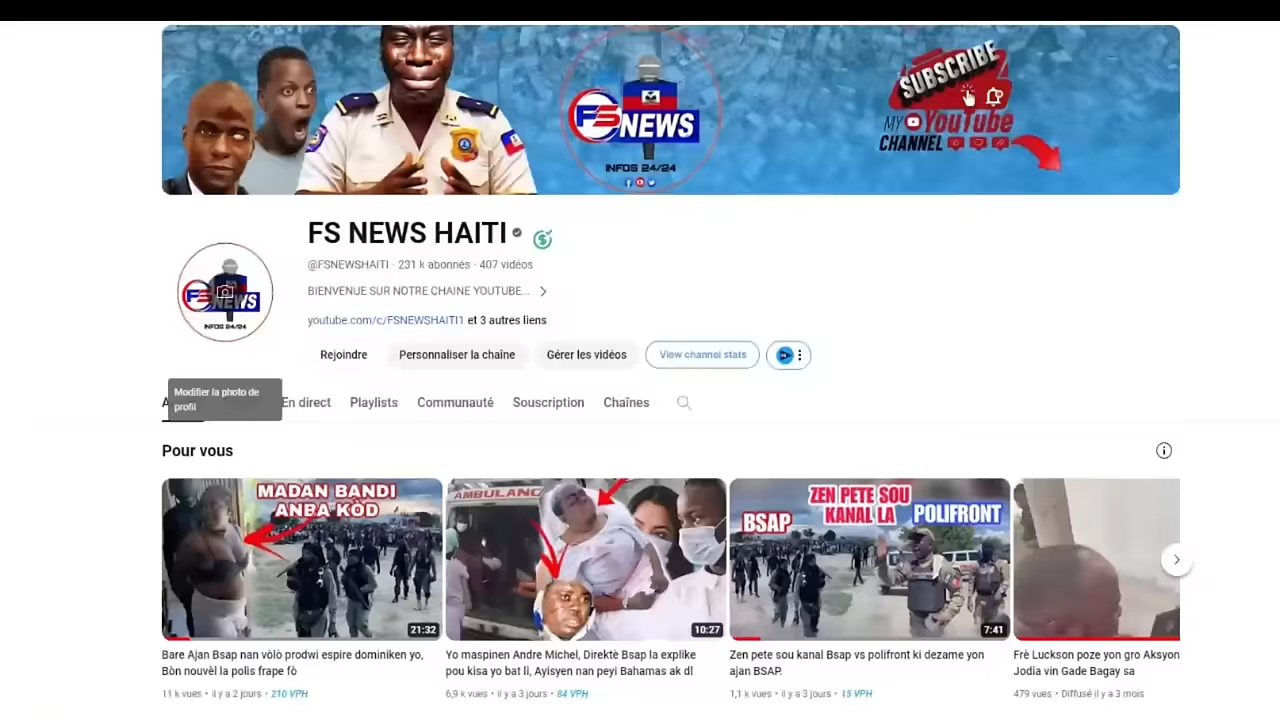 SUBSCRIBE
MY YouTube
CHANNEL
FS NEWS
INFOS 24/24
FS NEWS HAITI
@FSNEWSHAITI · 231 k abonnés · 407 vidéos
BIENVENUE SUR NOTRE CHAINE YOUTUBE...
youtube.com/c/FSNEWSHAITI1 et 3 autres liens
FS NEWS
INFOS 24/24
Rejoindre
Personnaliser la chaîne
Gérer les vidéos
View channel stats
Modifier la photo de
profil
A
En direct
Playlists
Communauté
Souscription
Chaînes
Pour vous
MADAN BANDI
ANBA KÒD
21:32
AMBULANC
10:27
ZEN PETE SOU
KANAL LA
BSAP
POLIFRONT
7:41
Bare Ajan Bsap nan vòlò prodwi espire dominiken yo,
Bòn nouvèl la polis frape fò
11 k vues • il y a 2 jours • 210 VPH
Yo maspinen Andre Michel, Direktè Bsap la explike
pou kisa yo bat li, Ayisyen nan peyi Bahamas ak dl
6,9 k vues • il y a 3 jours • 84 VPH
Zen pete sou kanal Bsap vs polifront ki dezame yon
ajan BSAP.
1,1 k vues • il y a 3 jours • 15 VPH
Frè Luckson poze yon gro Aksyon
Jodia vin Gade Bagay sa
479 vues • Diffusé il y a 3 mois